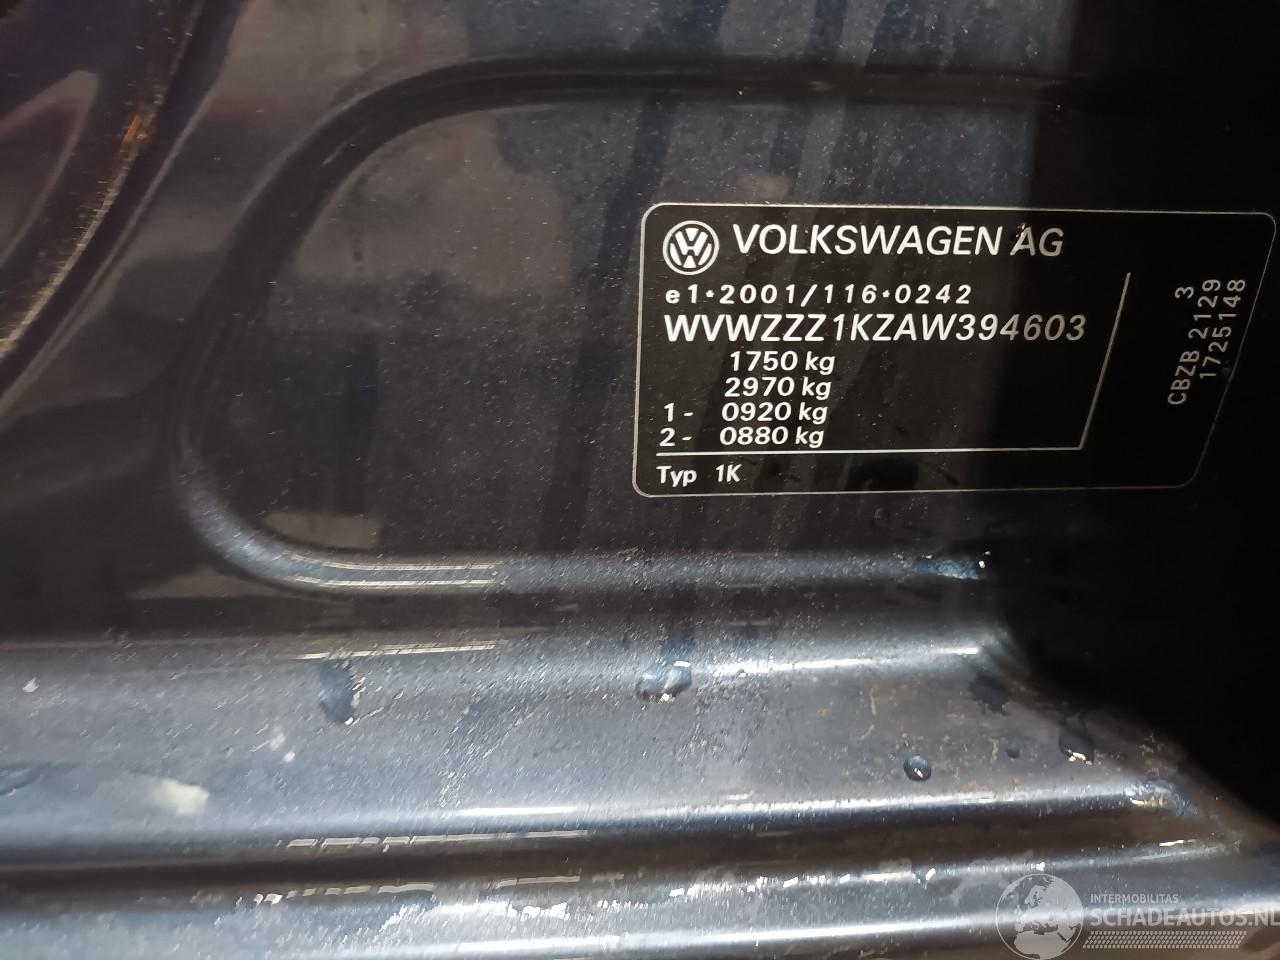 VOLKSWAGEN AG
e1*2001/116*0242
WVWZZZ1KZAW394603
1750 kg
2970 kg
1 - 0920 kg
2 - 0880 kg
Typ 1K
3
CBZB 2129
1725148
INTERMOBILITAS
SCHADEAUTOS.NL